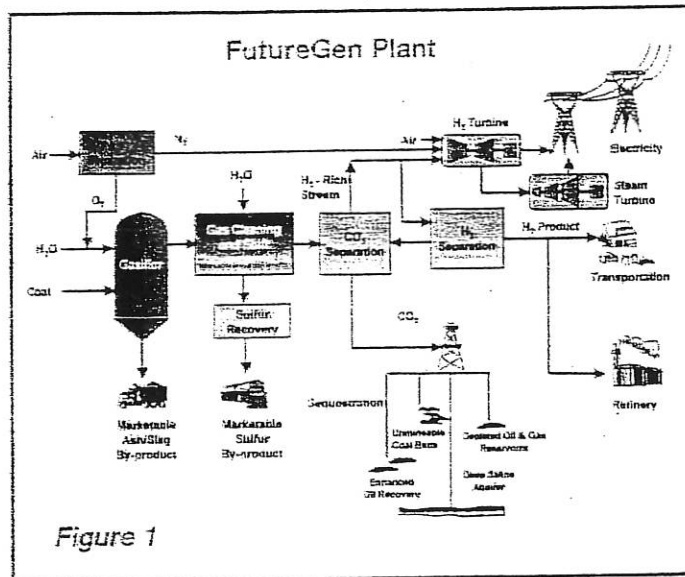 FutureGen Plant
Air
N₂
Air
H₂ Turbine
Electricity
Steam
Turbine
O₂
H₂O
H₂O
Coal
Gasifier
Gas Cleaning
H₂ - Rich
Stream
CO₂
Separation
H₂
Separation
H₂ Product
Transportation
Refinery
Sulfur
Recovery
CO₂
Marketable
Ash/Slag
By-product
Marketable
Sulfur
By-product
Sequestration
Unmineable
Coal Beds
Depleted Oil & Gas
Reservoirs
Enhanced
Oil Recovery
Deep Saline
Aquifer
Figure 1